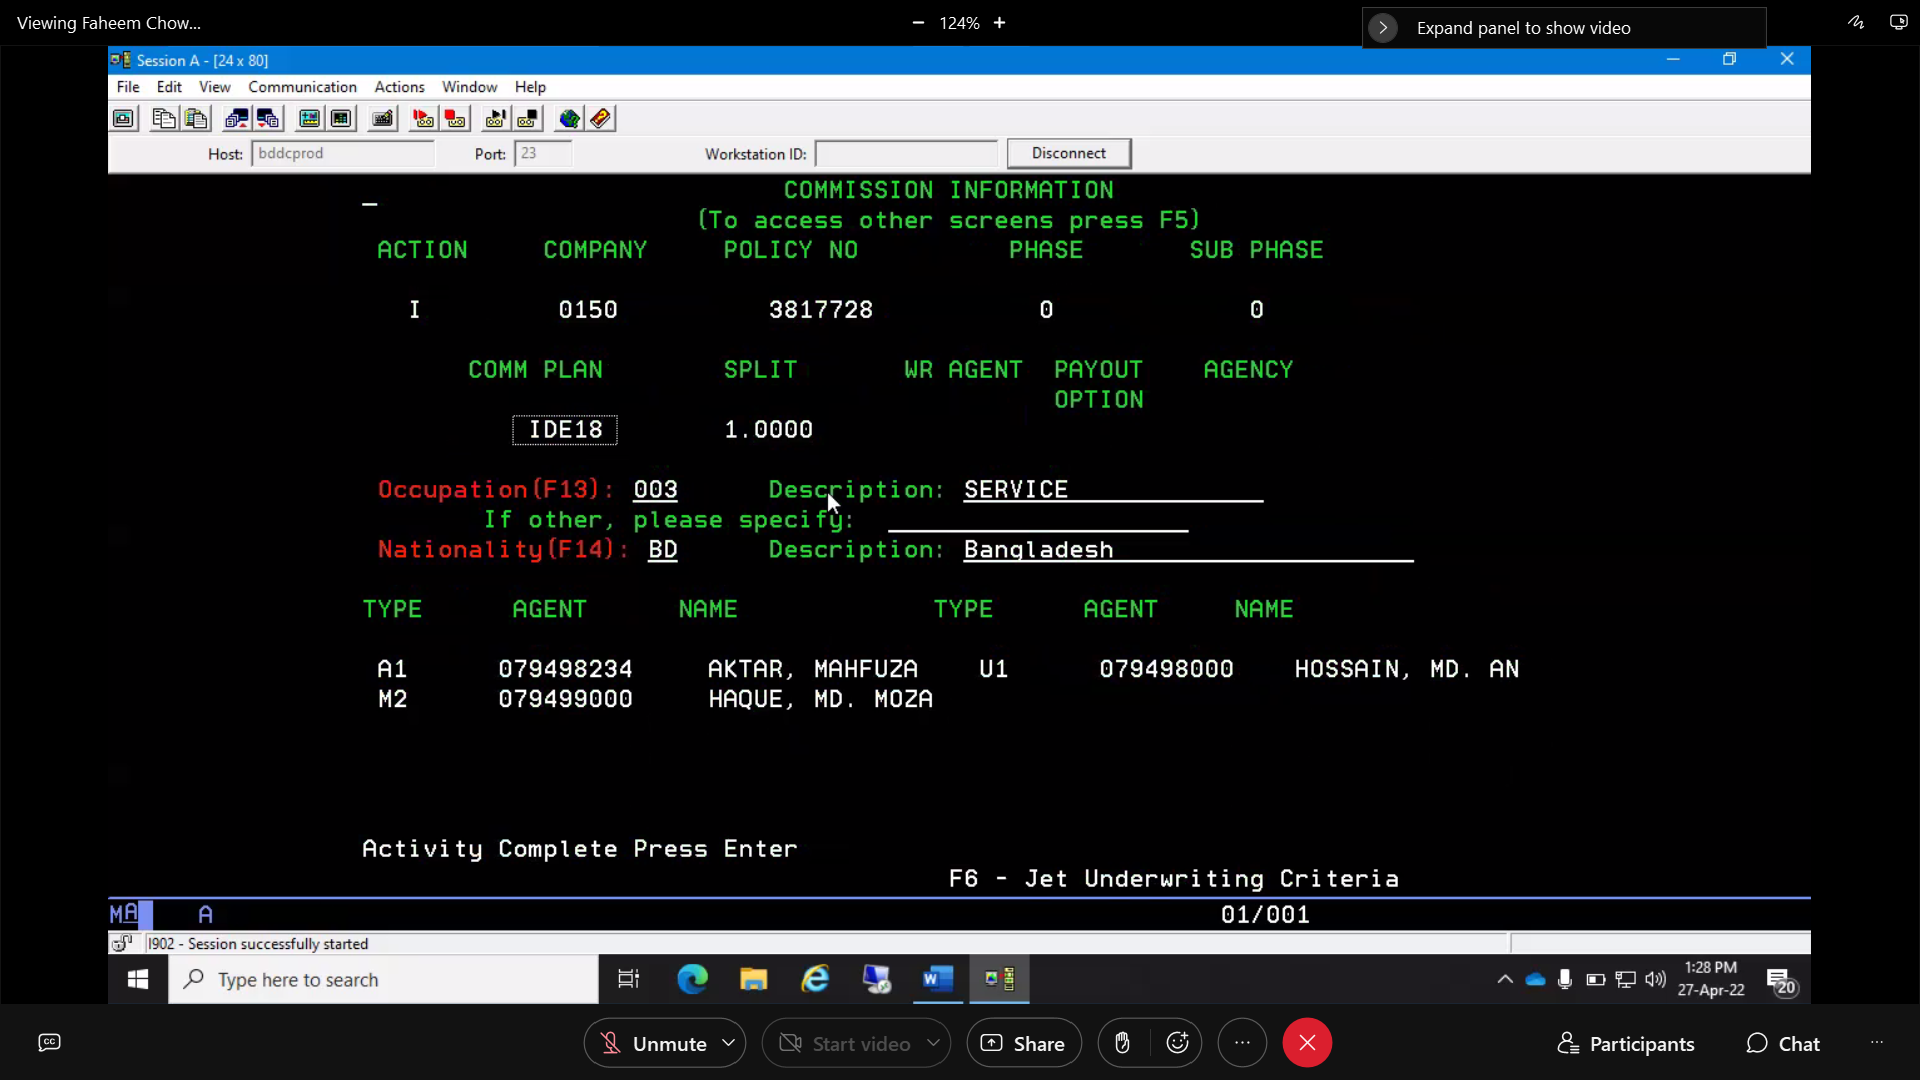 Viewing Faheem Chow...
124%
Expand panel to show video
Session A - [24 x 80]
File Edit View Communication Actions Window Help
Host: bddcprod Port: 23 Workstation ID: Disconnect
COMMISSION INFORMATION
(To access other screens press F5)
ACTION COMPANY POLICY NO PHASE SUB PHASE
I 0150 3817728 0 0
COMM PLAN SPLIT WR AGENT PAYOUT AGENCY
OPTION
IDE18 1.0000
Occupation(F13): 003 Description: SERVICE
If other, please specify:
Nationality(F14): BD Description: Bangladesh
TYPE AGENT NAME TYPE AGENT NAME
A1 079498234 AKTAR, MAHFUZA U1 079498000 HOSSAIN, MD. AN
M2 079499000 HAQUE, MD. MOZA
Activity Complete Press Enter
F6 - Jet Underwriting Criteria
MA A 01/001
I902 - Session successfully started
Type here to search
1:28 PM
27-Apr-22
20
Unmute Start video Share Participants Chat